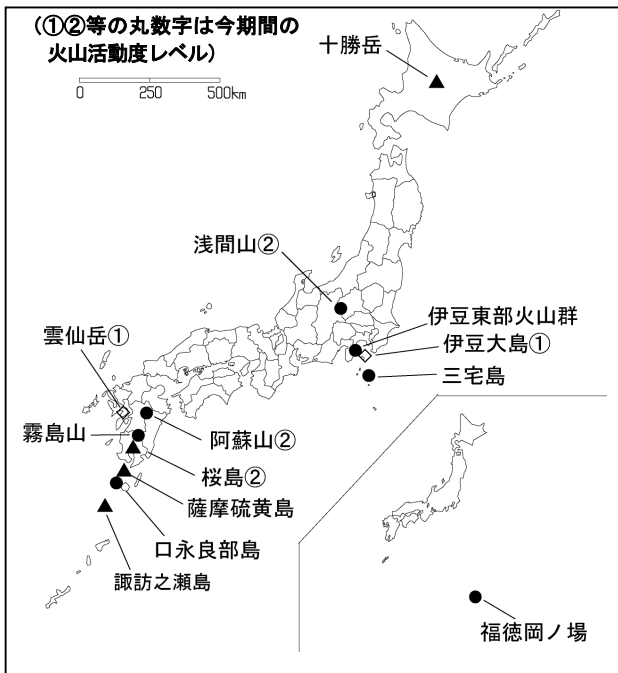 (①②等の丸数字は今期間の
火山活動度レベル)
0 250 500km
十勝岳
浅間山②
伊豆東部火山群
伊豆大島①
三宅島
雲仙岳①
霧島山
阿蘇山②
桜島②
薩摩硫黄島
口永良部島
諏訪之瀬島
福徳岡ノ場